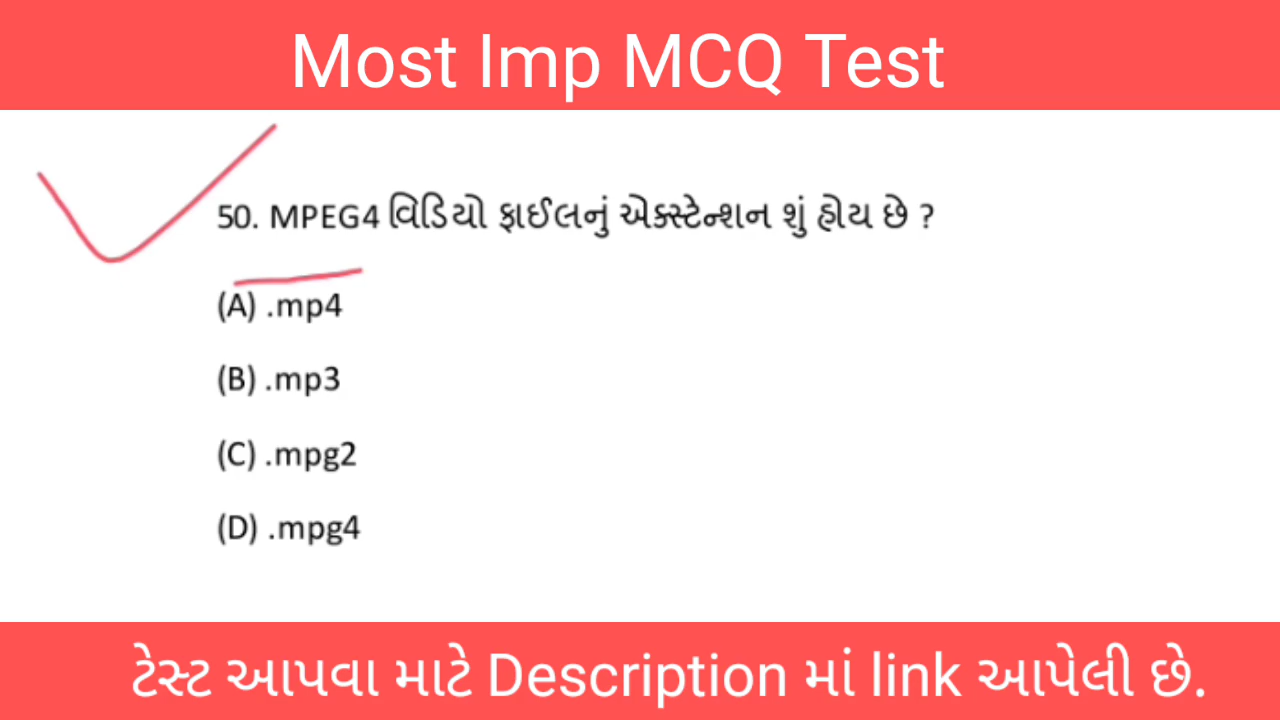 Most Imp MCQ Test
50. MPEG4 વિડિયો ફાઈલનું એક્સ્ટેન્શન શું હોય છે ?
(A) .mp4
(B) .mp3
(C) .mpg2
(D) .mpg4
ટેસ્ટ આપવા માટે Description માં link આપેલી છે.